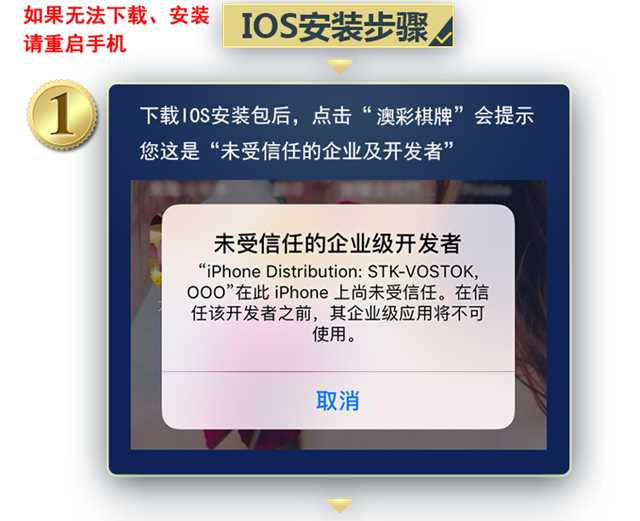 如果无法下载、安装
请重启手机
IOS安装步骤
1
下载IOS安装包后，点击“澳彩棋牌”会提示
您这是“未受信任的企业及开发者”
未受信任的企业级开发者
“iPhone Distribution: STK-VOSTOK,
OOO”在此 iPhone 上尚未受信任。在信
任该开发者之前，其企业级应用将不可
使用。
取消